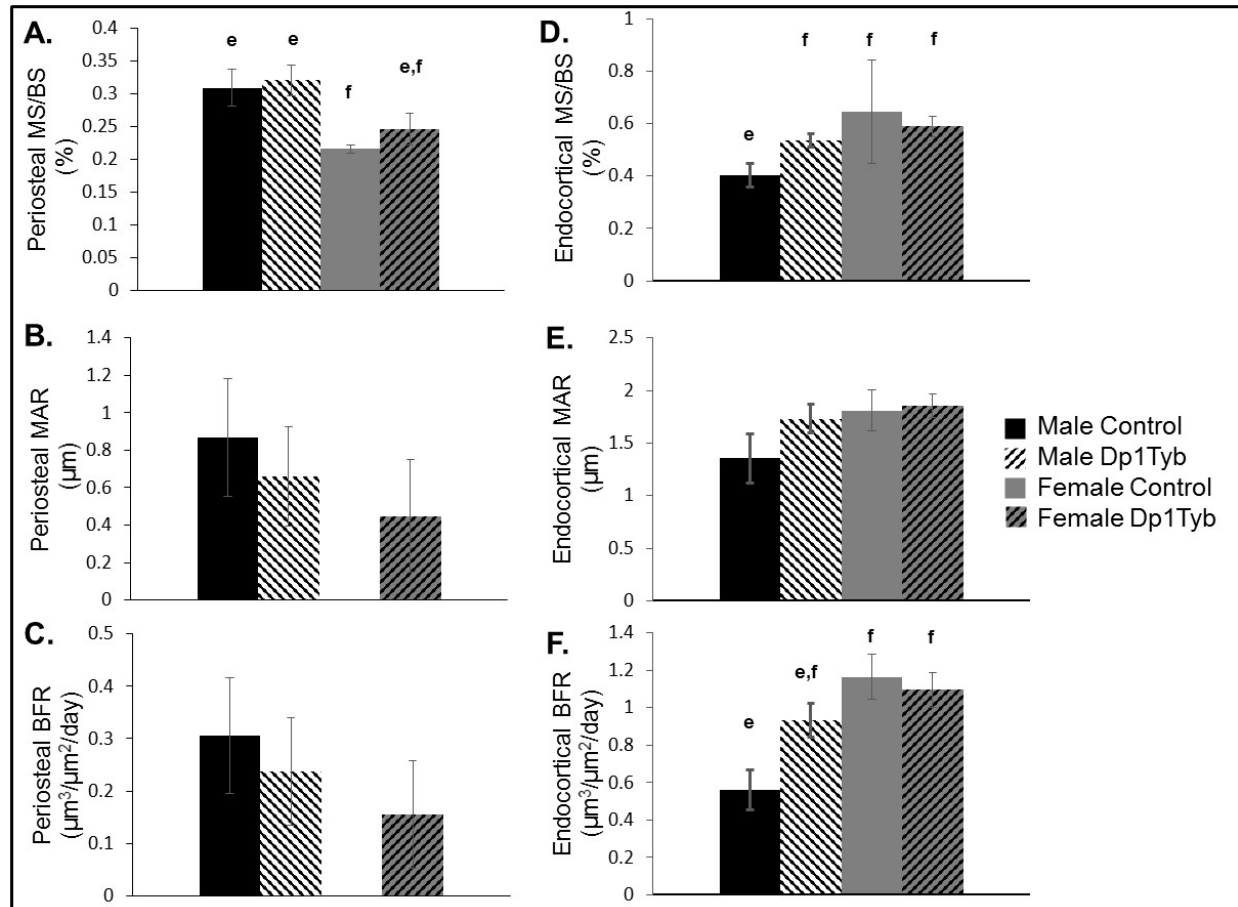 A.
Periosteal MS/BS
(%)
0.4
0.35
0.3
0.25
0.2
0.15
0.1
0.05
0
e
e
f
e,f
D.
Endocortical MS/BS
(%)
1
0.8
0.6
0.4
0.2
0
e
f
f
f
B.
Periosteal MAR
(µm)
1.4
1.2
1
0.8
0.6
0.4
0.2
0
E.
Endocortical MAR
(µm)
2.5
2
1.5
1
0.5
0
Male Control
Male Dp1Tyb
Female Control
Female Dp1Tyb
C.
Periosteal BFR
(µm³/µm²/day)
0.5
0.4
0.3
0.2
0.1
0
F.
Endocortical BFR
(µm³/µm²/day)
1.4
1.2
1
0.8
0.6
0.4
0.2
0
e
e,f
f
f